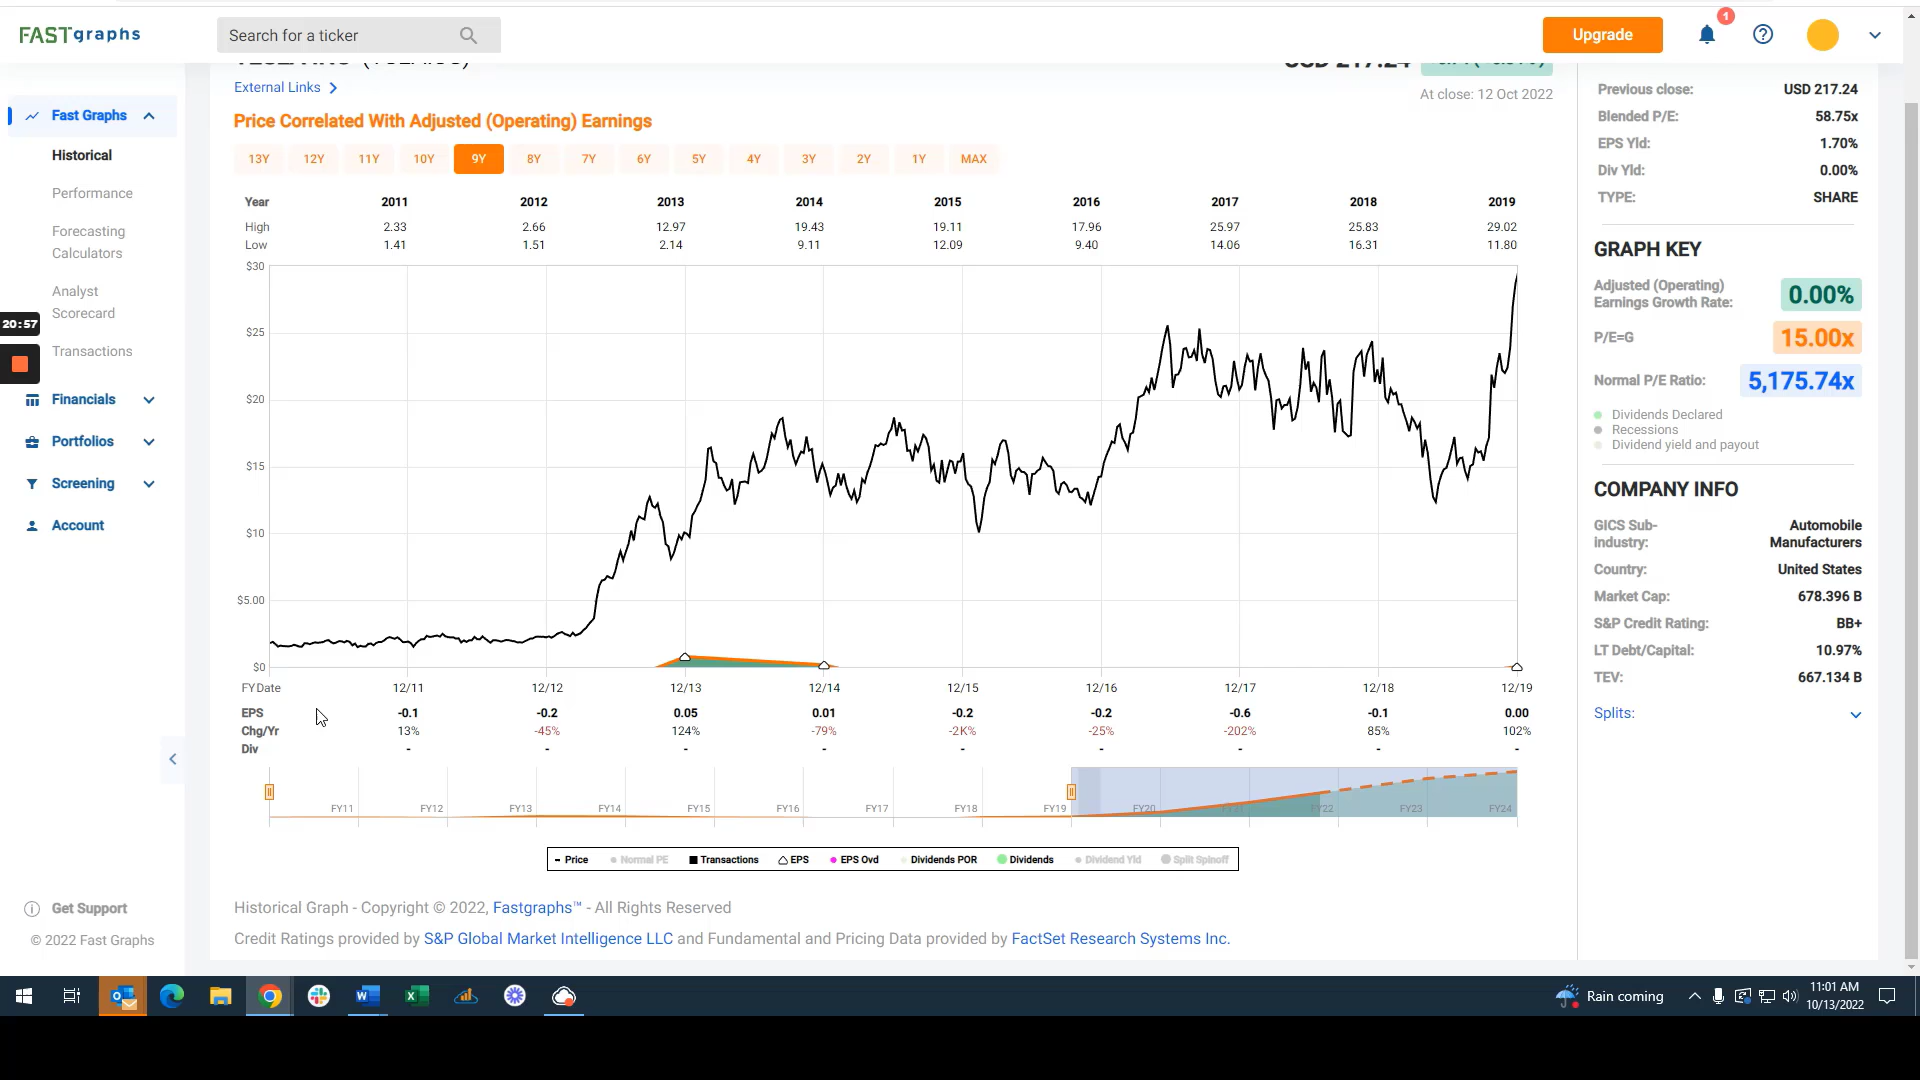 FAST graphs
Search for a ticker
Upgrade
1
External Links
At close: 12 Oct 2022
Price Correlated With Adjusted (Operating) Earnings
13Y 12Y 11Y 10Y 9Y 8Y 7Y 6Y 5Y 4Y 3Y 2Y 1Y MAX
Year 2011 2012 2013 2014 2015 2016 2017 2018 2019
High 2.33 2.66 12.97 19.43 19.11 17.96 25.97 25.83 29.02
Low 1.41 1.51 2.14 9.11 12.09 9.40 14.06 16.31 11.80
$30
$25
$20
$15
$10
$5.00
$0
FYDate 12/11 12/12 12/13 12/14 12/15 12/16 12/17 12/18 12/19
EPS -0.1 -0.2 0.05 0.01 -0.2 -0.2 -0.6 -0.1 0.00
Chg/Yr 13% -45% 124% -79% -2K% -25% -202% 85% 102%
Div - - - - - - - - -
FY11 FY12 FY13 FY14 FY15 FY16 FY17 FY18 FY19 FY20 FY22 FY23 FY24
Price Normal PE Transactions EPS EPS Ovd Dividends POR Dividends Dividend Yld Split Spinoff
Historical Graph - Copyright © 2022, Fastgraphs™ - All Rights Reserved
Credit Ratings provided by S&P Global Market Intelligence LLC and Fundamental and Pricing Data provided by FactSet Research Systems Inc.
Fast Graphs
Historical
Performance
Forecasting
Calculators
Analyst
Scorecard
20:57
Transactions
Financials
Portfolios
Screening
Account
Get Support
© 2022 Fast Graphs
Previous close: USD 217.24
Blended P/E: 58.75x
EPS Yld: 1.70%
Div Yld: 0.00%
TYPE: SHARE
GRAPH KEY
Adjusted (Operating)
Earnings Growth Rate: 0.00%
P/E=G 15.00x
Normal P/E Ratio: 5,175.74x
Dividends Declared
Recessions
Dividend yield and payout
COMPANY INFO
GICS Sub-
industry: Automobile
Manufacturers
Country: United States
Market Cap: 678.396 B
S&P Credit Rating: BB+
LT Debt/Capital: 10.97%
TEV: 667.134 B
Splits:
Rain coming
11:01 AM
10/13/2022